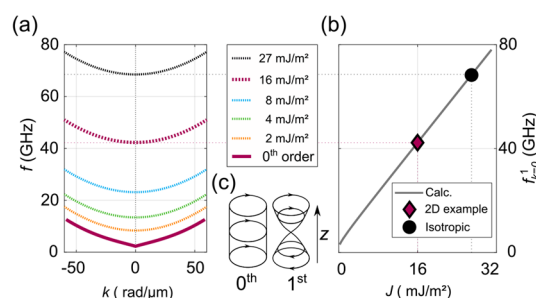 (a)
80
60
40
20
0
f (GHz)
-50
0
50
k ( rad/µm)
27 mJ/m²
16 mJ/m²
8 mJ/m²
4 mJ/m²
2 mJ/m²
0th order
(c)
0th
1st
z
(b)
80
40
0
f¹k=0 (GHz)
0
8
16
24
32
J ( mJ/m²)
Calc.
2D example
Isotropic